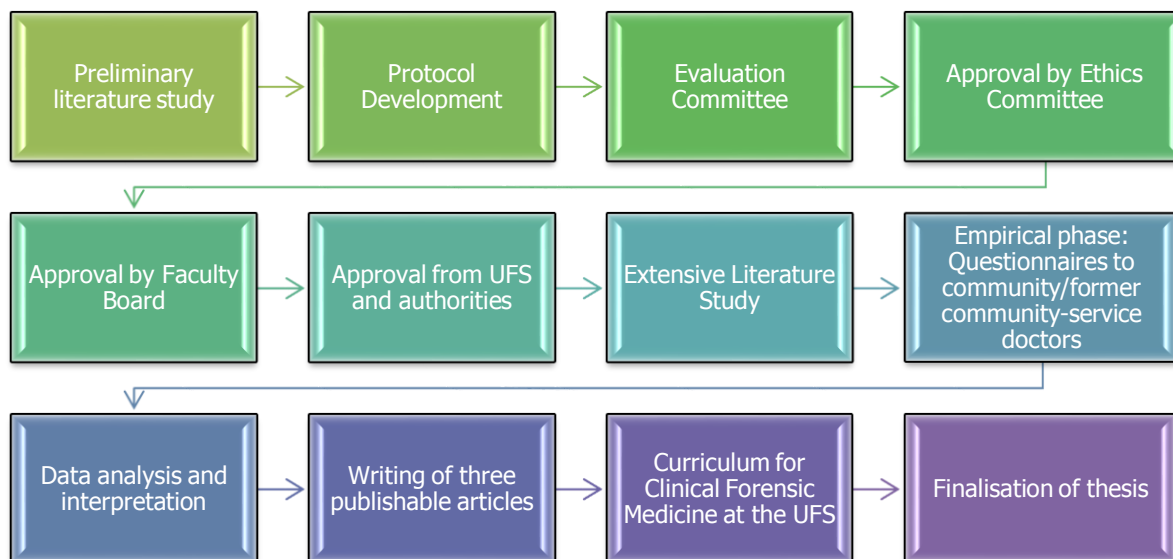 Preliminary
literature study
Protocol
Development
Evaluation
Committee
Approval by Ethics
Committee
Approval by Faculty
Board
Approval from UFS
and authorities
Extensive Literature
Study
Empirical phase:
Questionnaires to
community/former
community-service
doctors
Data analysis and
interpretation
Writing of three
publishable articles
Curriculum for
Clinical Forensic
Medicine at the UFS
Finalisation of thesis